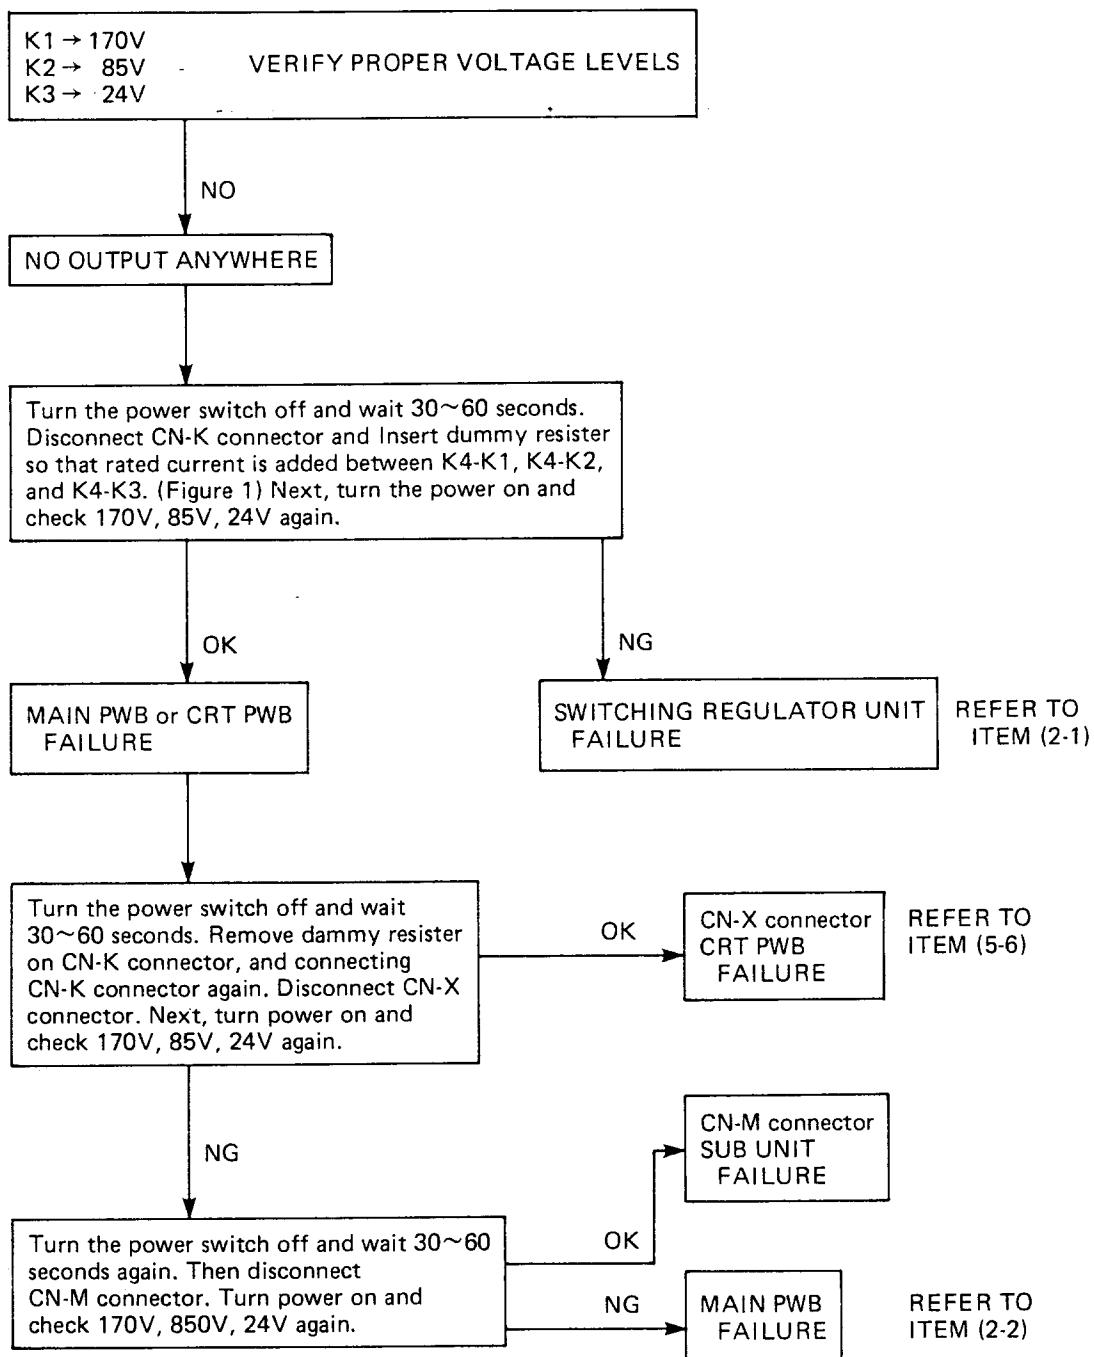 K1 → 170V
K2 → 85V
K3 → 24V
VERIFY PROPER VOLTAGE LEVELS
NO
NO OUTPUT ANYWHERE
Turn the power switch off and wait 30~60 seconds.
Disconnect CN-K connector and Insert dummy resister
so that rated current is added between K4-K1, K4-K2,
and K4-K3. (Figure 1) Next, turn the power on and
check 170V, 85V, 24V again.
OK
NG
MAIN PWB or CRT PWB
FAILURE
SWITCHING REGULATOR UNIT
FAILURE
REFER TO
ITEM (2-1)
Turn the power switch off and wait
30~60 seconds. Remove dammy resister
on CN-K connector, and connecting
CN-K connector again. Disconnect CN-X
connector. Next, turn power on and
check 170V, 85V, 24V again.
OK
CN-X connector
CRT PWB
FAILURE
REFER TO
ITEM (5-6)
NG
CN-M connector
SUB UNIT
FAILURE
Turn the power switch off and wait 30~60
seconds again. Then disconnect
CN-M connector. Turn power on and
check 170V, 850V, 24V again.
OK
NG
MAIN PWB
FAILURE
REFER TO
ITEM (2-2)